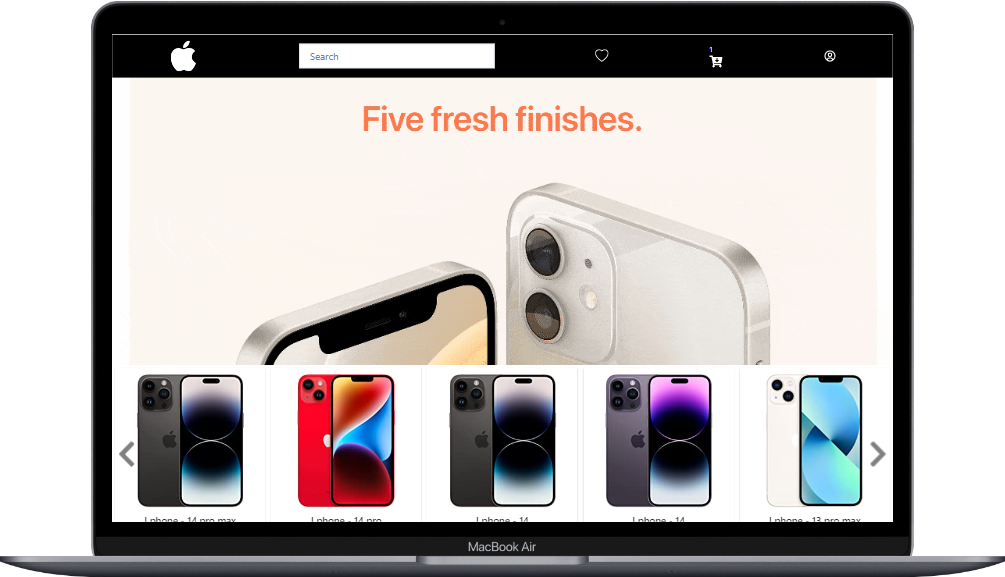 Search
1
Five fresh finishes.
I phone - 14 pro max
I phone - 14 pro
I phone - 14
I phone - 14
I phone - 13 pro max
MacBook Air